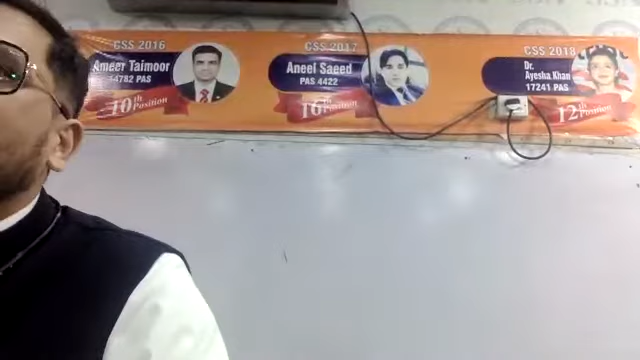 CSS 2016
Ameer Taimoor
14782 PAS
10th Position
CSS 2017
Aneel Saeed
PAS 4422
16th Position
CSS 2018
Dr.
Ayesha Khan
17241 PAS
12th Position